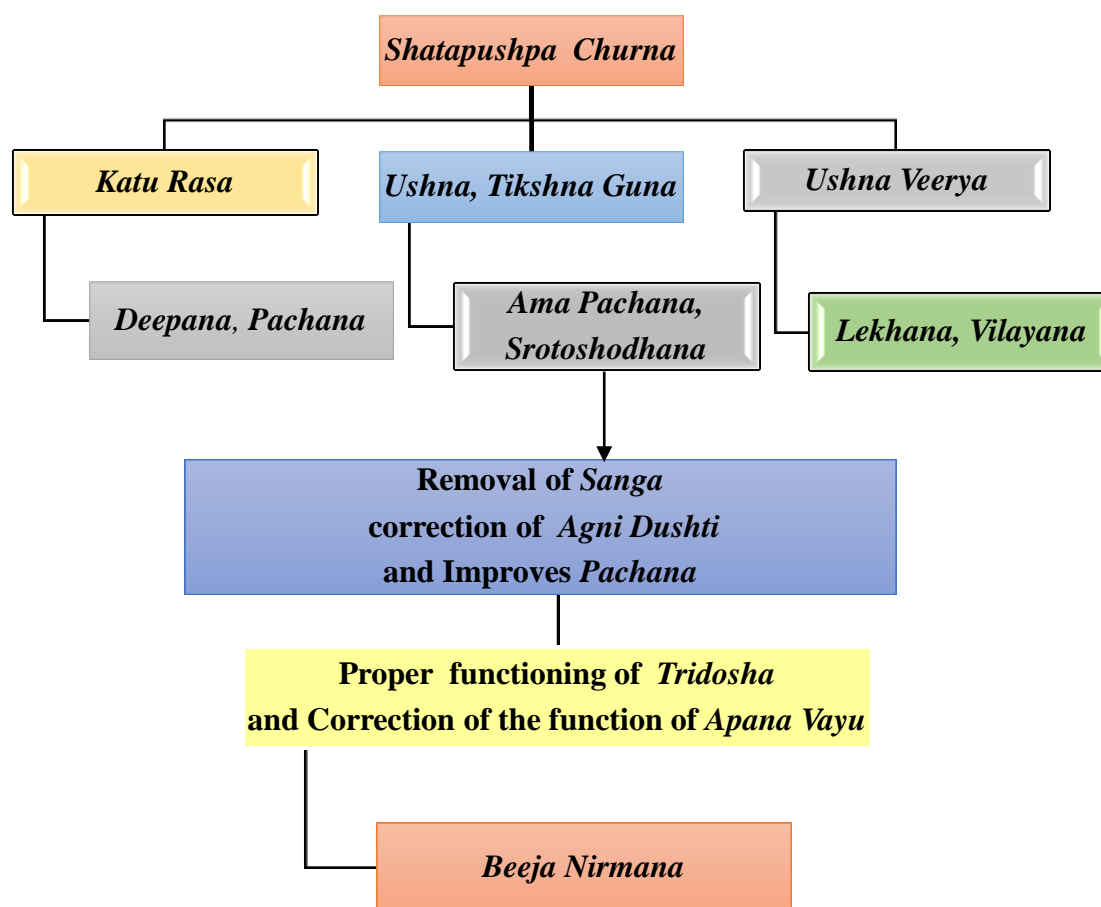 Shatapushpa Churna
Katu Rasa
Ushna, Tikshna Guna
Ushna Veerya
Deepana, Pachana
Ama Pachana,
Srotoshodhana
Lekhana, Vilayana
Removal of Sanga
correction of Agni Dushti
and Improves Pachana
Proper functioning of Tridosha
and Correction of the function of Apana Vayu
Beeja Nirmana